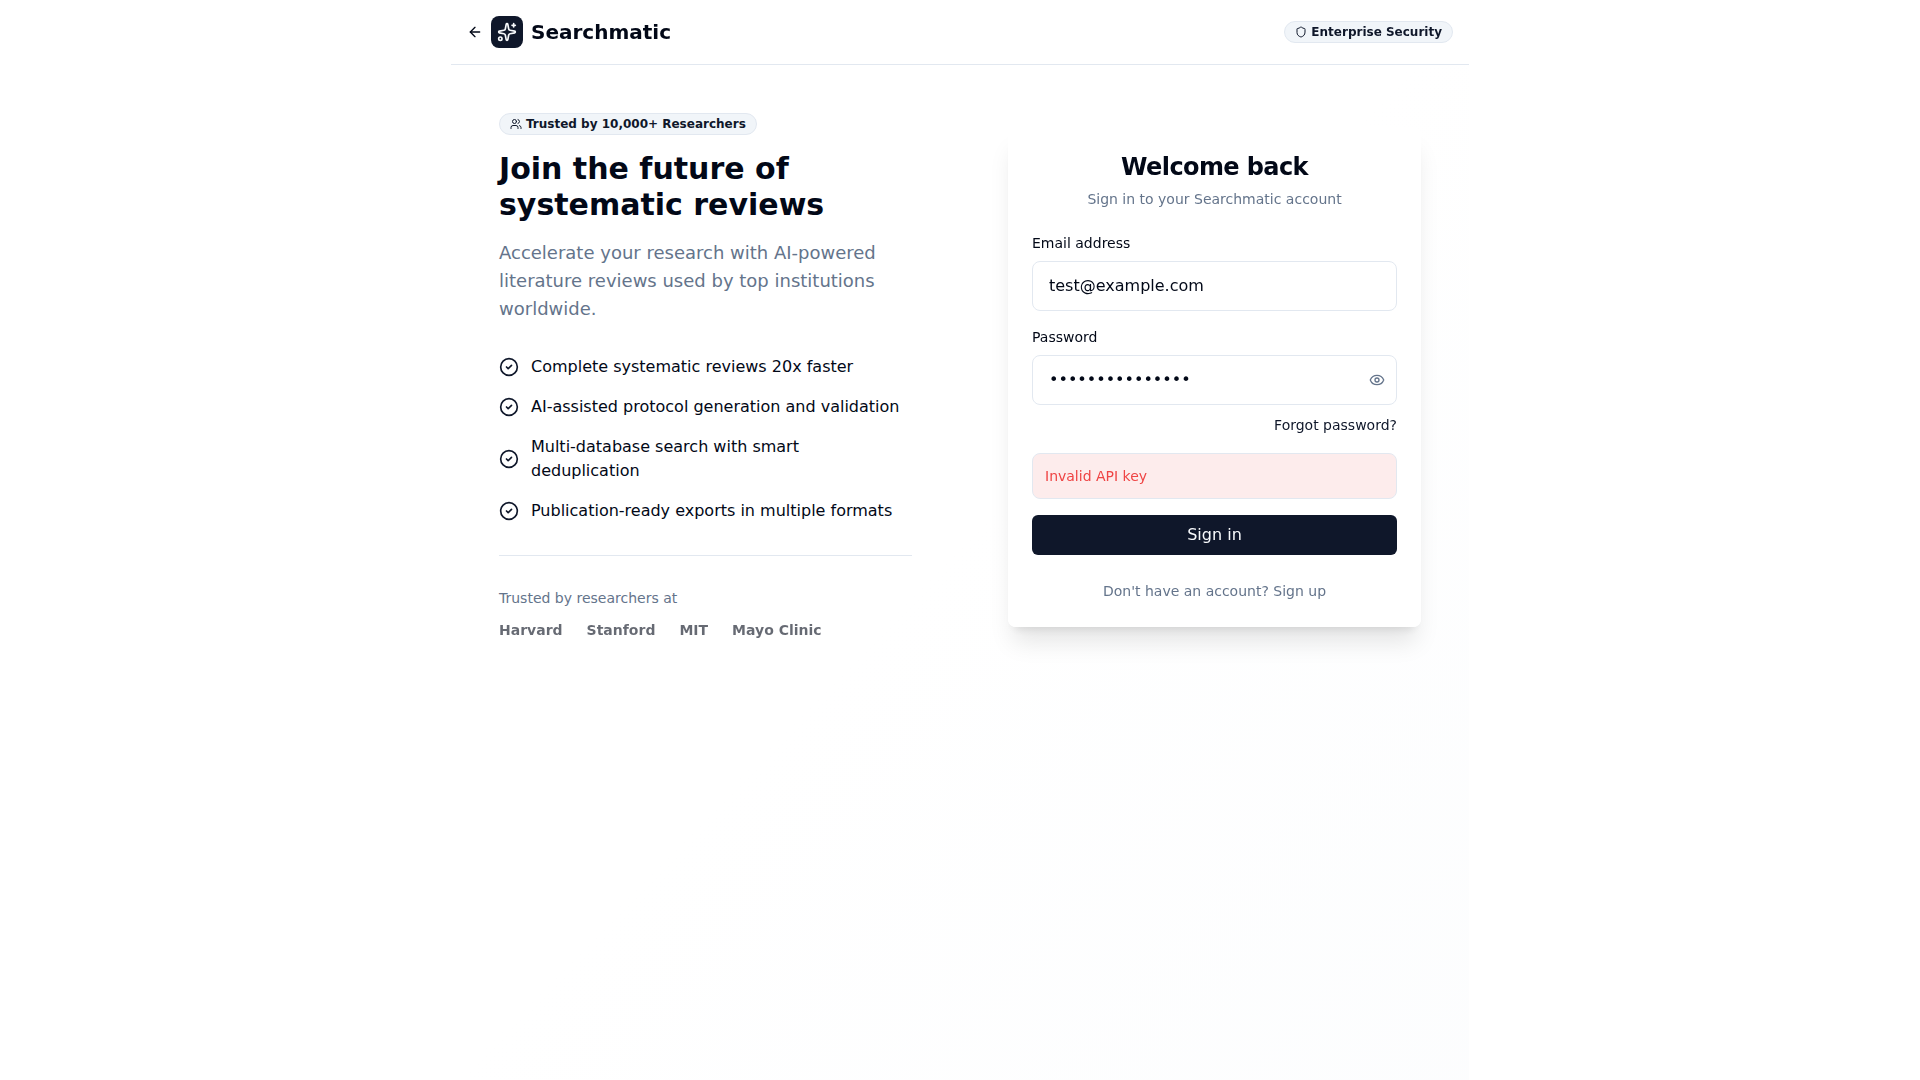 Searchmatic
Enterprise Security
Trusted by 10,000+ Researchers
Join the future of
systematic reviews
Accelerate your research with AI-powered
literature reviews used by top institutions
worldwide.
Complete systematic reviews 20x faster
AI-assisted protocol generation and validation
Multi-database search with smart
deduplication
Publication-ready exports in multiple formats
Trusted by researchers at
Harvard Stanford MIT Mayo Clinic
Welcome back
Sign in to your Searchmatic account
Email address
test@example.com
Password
•••••••••••••••
Forgot password?
Invalid API key
Sign in
Don't have an account? Sign up